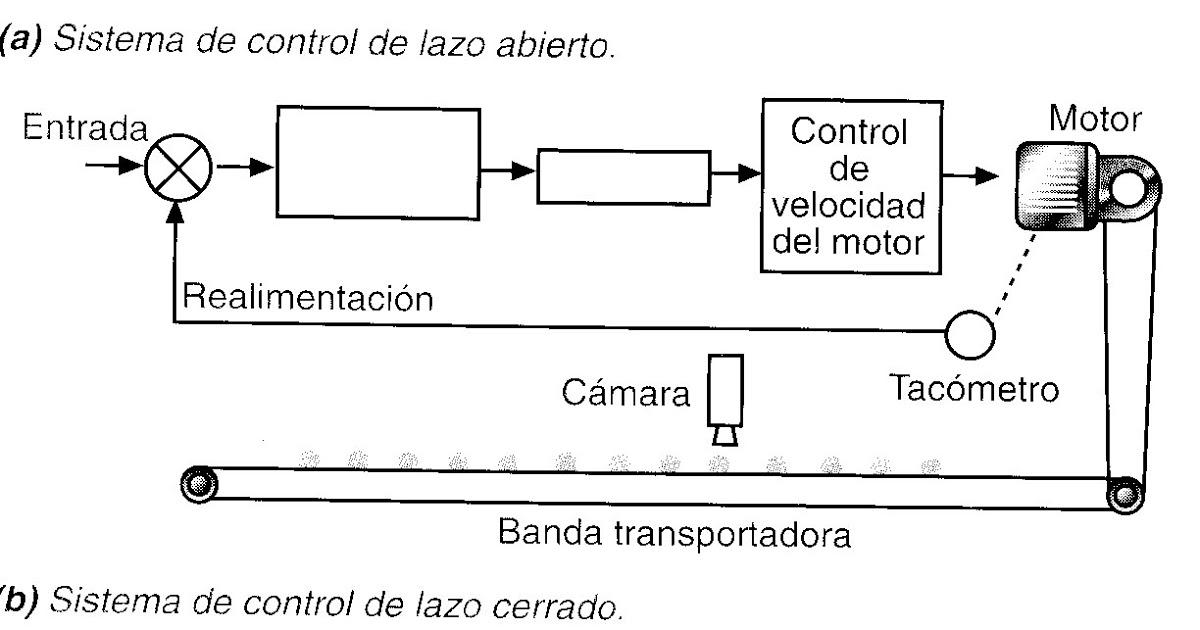 (a) Sistema de control de lazo abierto.
Entrada
Motor
Control
de
velocidad
del motor
Realimentación
Cámara
Tacómetro
Banda transportadora
(b) Sistema de control de lazo cerrado.